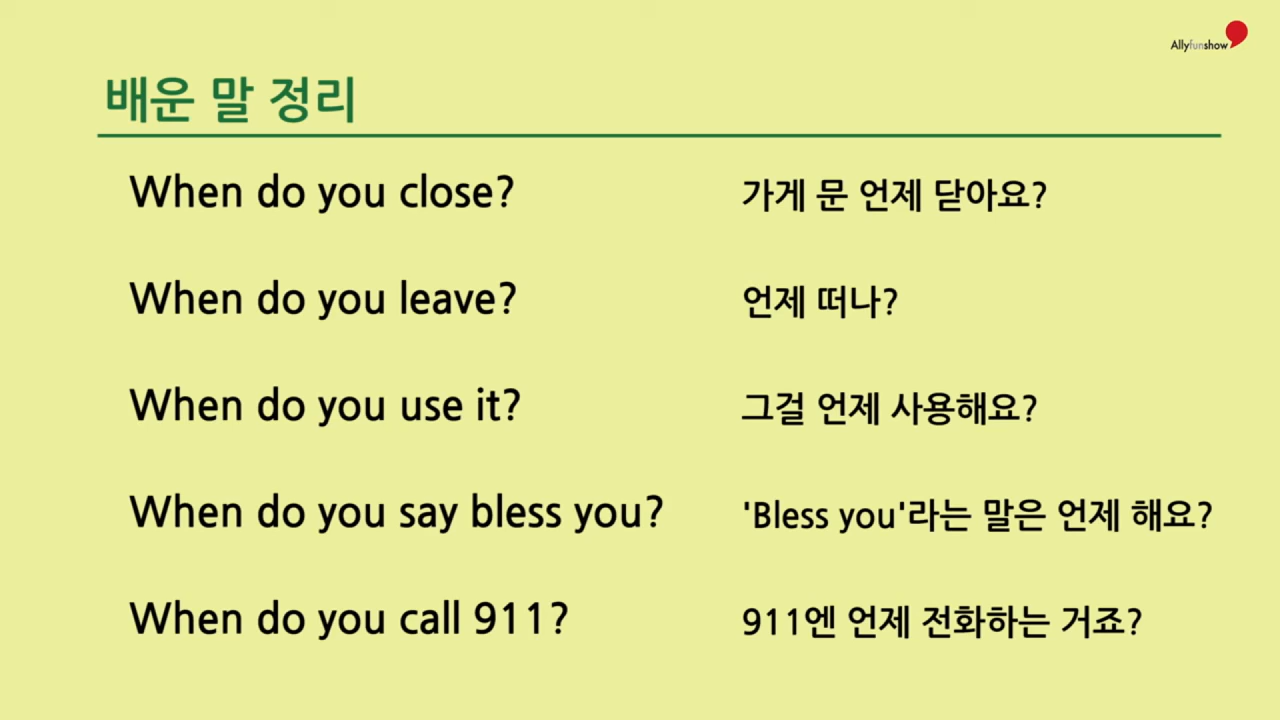 Allyfunshow
배운 말 정리
When do you close? 가게 문 언제 닫아요?
When do you leave? 언제 떠나?
When do you use it? 그걸 언제 사용해요?
When do you say bless you? 'Bless you'라는 말은 언제 해요?
When do you call 911? 911엔 언제 전화하는 거죠?